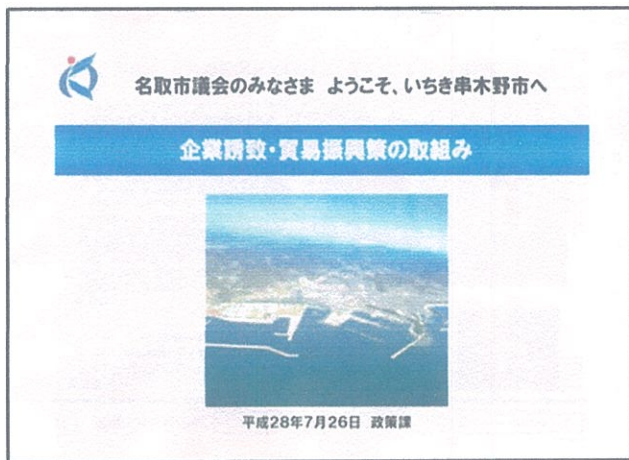 名取市議会のみなさま ようこそ、いちき串木野市へ
企業誘致・貿易振興策の取組み
平成28年7月26日 政策課